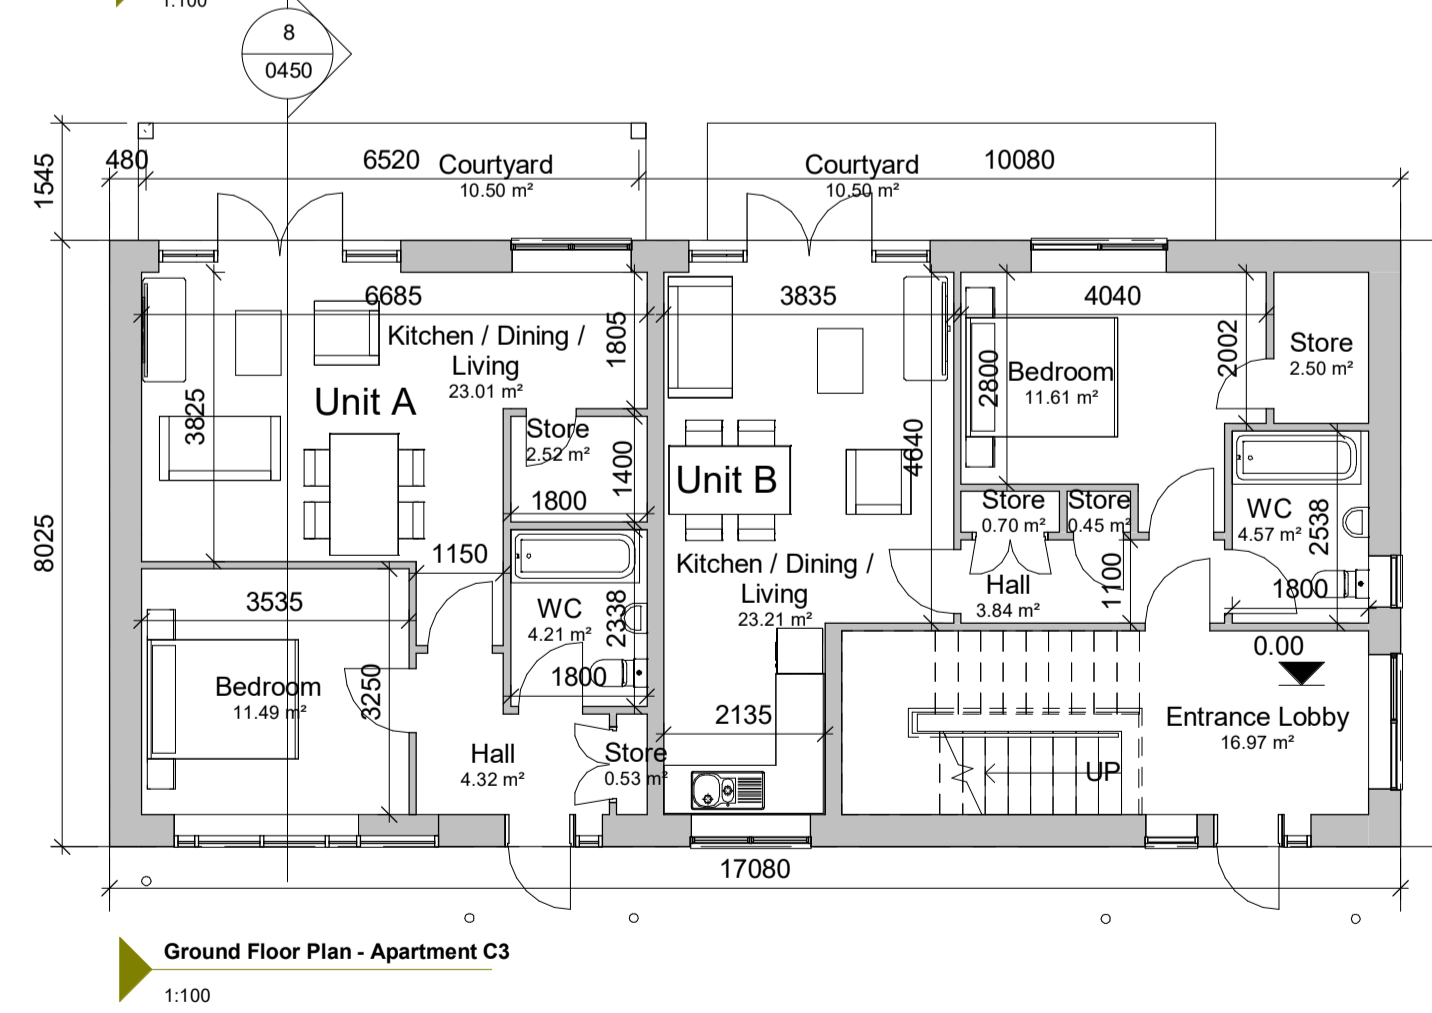 1:100
8
0450
1545
480
6520
Courtyard
10.50 m²
Courtyard
10.50 m²
10080
6685
Kitchen / Dining /
Living
23.01 m²
1805
Unit A
3825
Store
2.52 m²
1400
1800
1150
3535
WC
4.21 m²
2338
1800
Bedroom
11.49 m²
3250
Hall
4.32 m²
Store
0.53 m²
8025
3835
4640
Unit B
Kitchen / Dining /
Living
23.21 m²
2135
4040
2800
Bedroom
11.61 m²
2002
Store
2.50 m²
Store
0.70 m²
Store
0.45 m²
Hall
3.84 m²
1100
WC
4.57 m²
2538
1800
0.00
Entrance Lobby
16.97 m²
UP
17080
Ground Floor Plan - Apartment C3
1:100